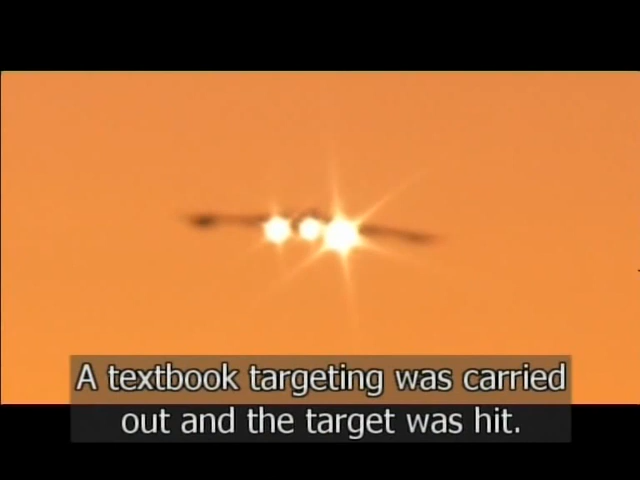 A textbook targeting was carried
out and the target was hit.